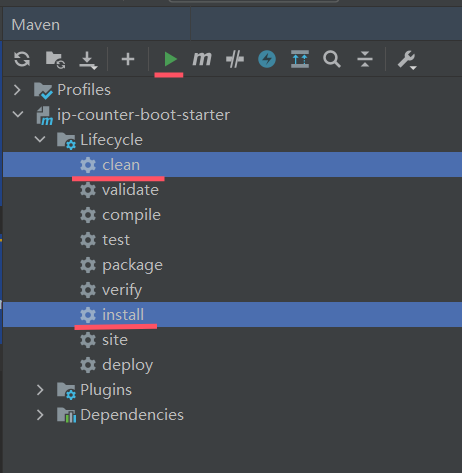 Maven
Profiles
ip-counter-boot-starter
Lifecycle
clean
validate
compile
test
package
verify
install
site
deploy
Plugins
Dependencies